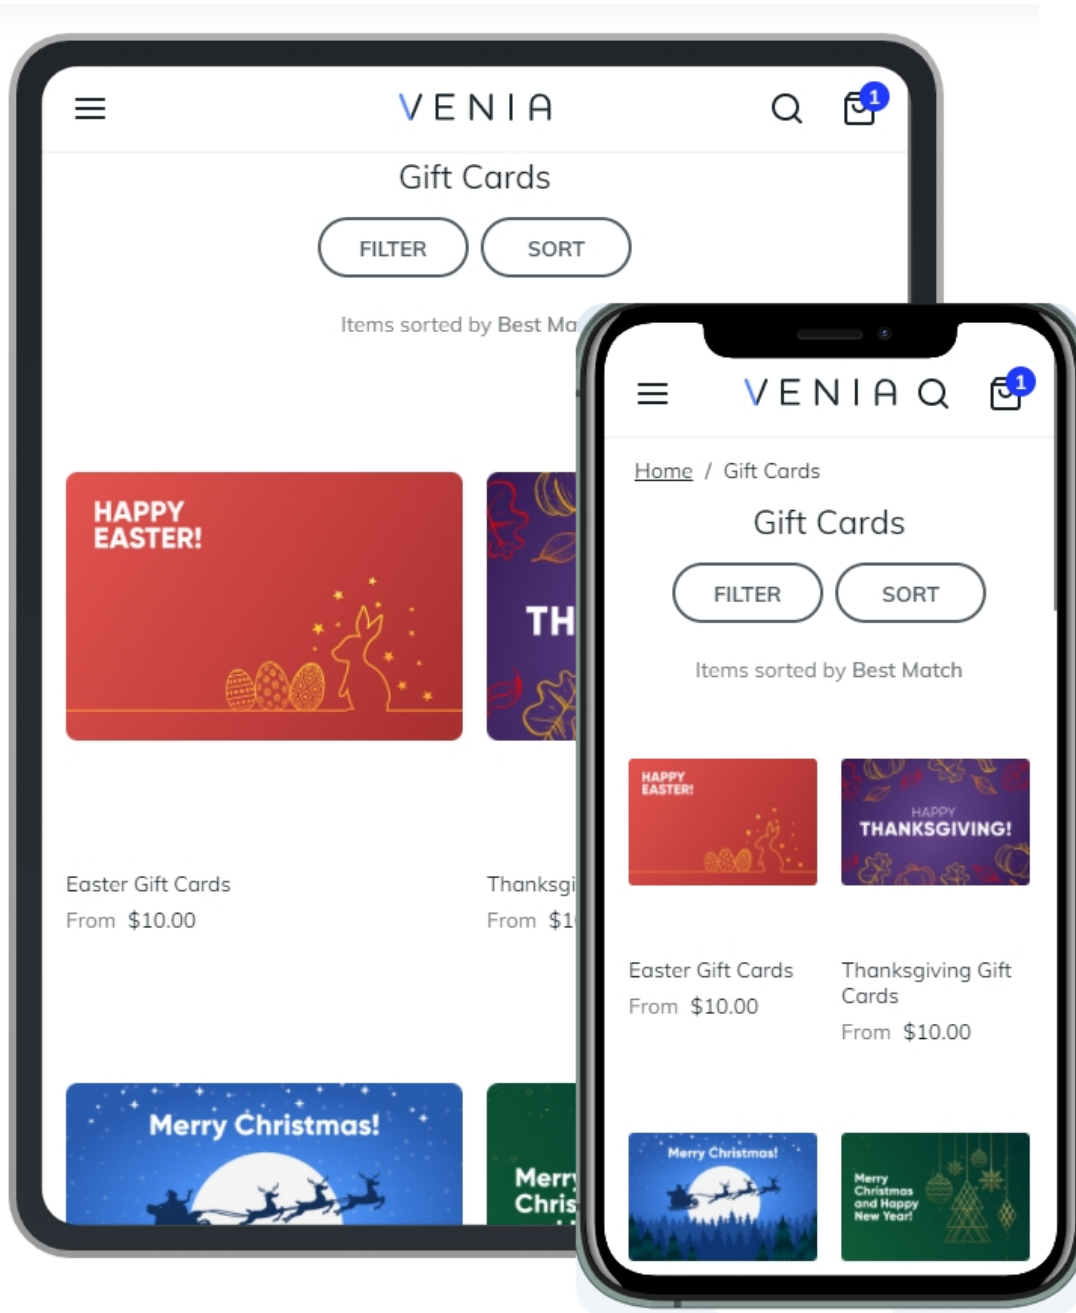 VENIA
1
Gift Cards
FILTER SORT
Items sorted by Best Ma
HAPPY
EASTER!
TH
Easter Gift Cards
From $10.00
Thanksgi
From $1
Merry Christmas!
Merry
Chris
VENIA
1
Home / Gift Cards
Gift Cards
FILTER SORT
Items sorted by Best Match
HAPPY
EASTER!
HAPPY
THANKSGIVING!
Easter Gift Cards
From $10.00
Thanksgiving Gift
Cards
From $10.00
Merry Christmas!
Merry
Christmas
and Happy
New Year!